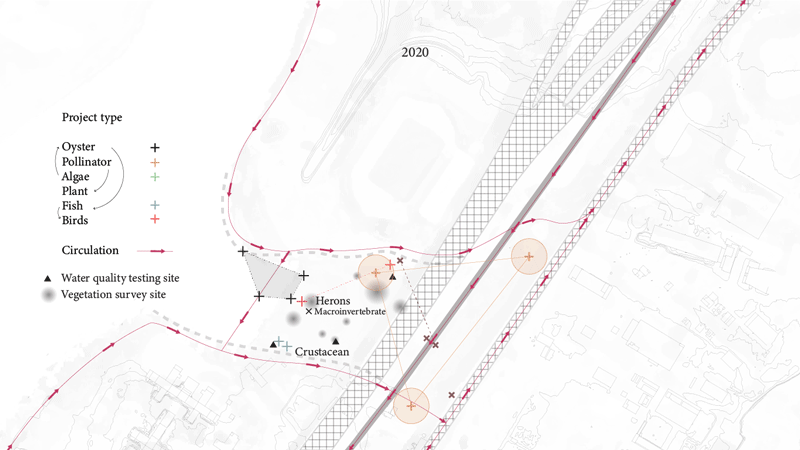 2020
Project type
Oyster
Pollinator
Algae
Plant
Fish
Birds
Circulation
Water quality testing site
Vegetation survey site
Herons
Macroinvertebrate
Crustacean